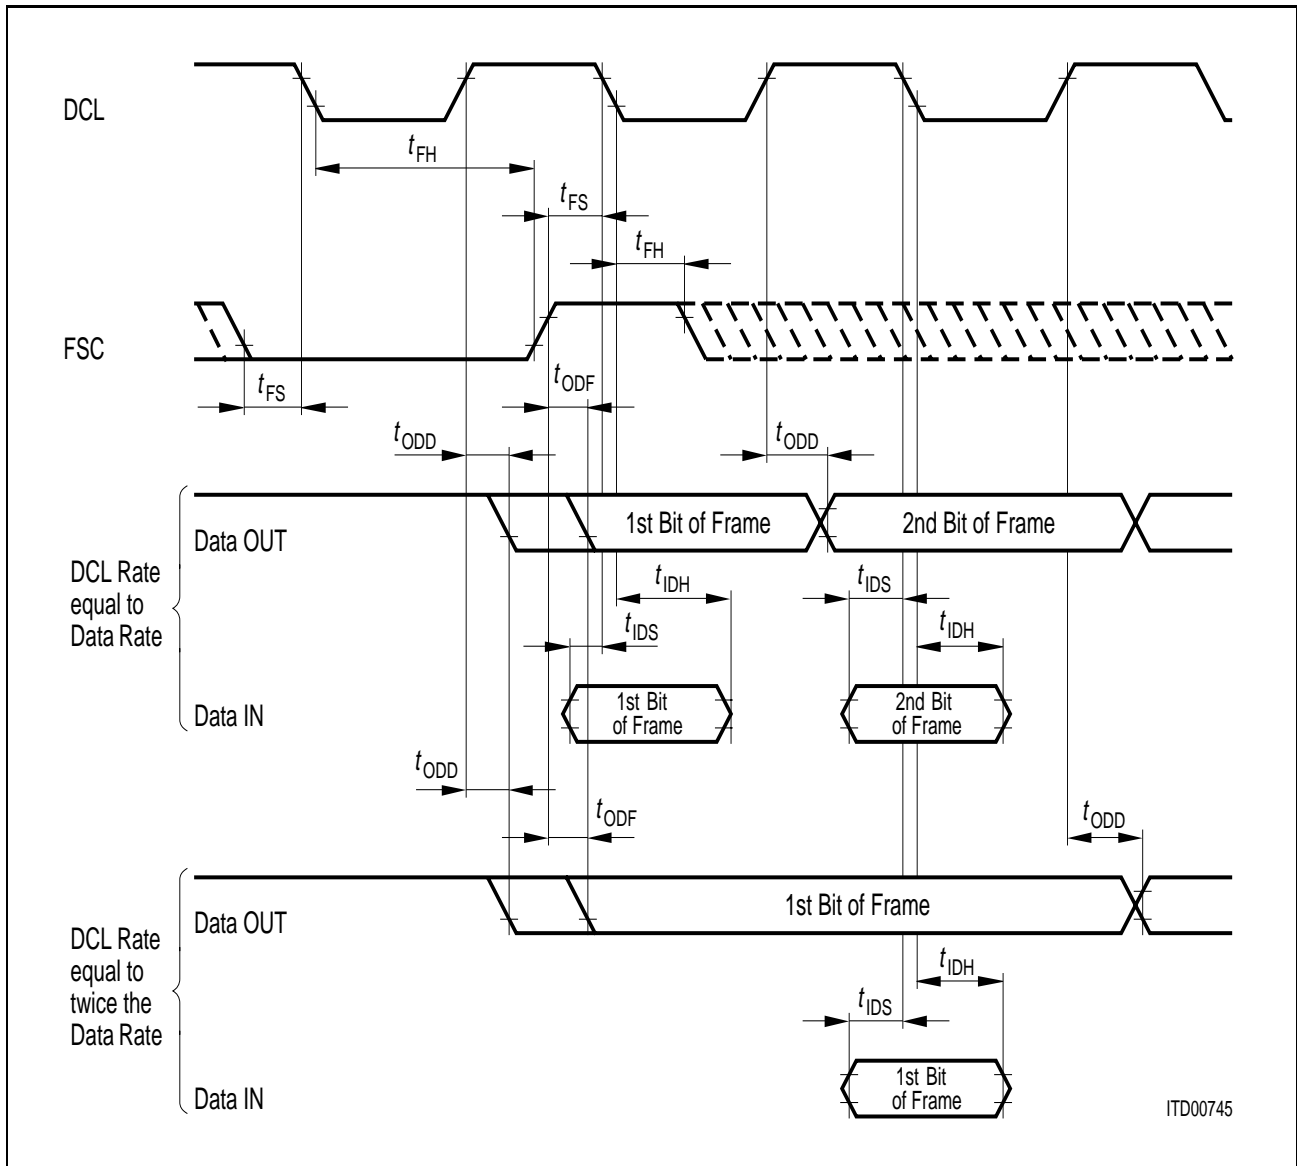 DCL
tFH
tFS
tFH
FSC
tFS
tODF
tODD
tODD
Data OUT
1st Bit of Frame
2nd Bit of Frame
DCL Rate
equal to
Data Rate
tIDH
tIDS
tIDS
tIDH
Data IN
1st Bit
of Frame
2nd Bit
of Frame
tODD
tODF
tODD
Data OUT
1st Bit of Frame
DCL Rate
equal to
twice the
Data Rate
tIDH
tIDS
Data IN
1st Bit
of Frame
ITD00745